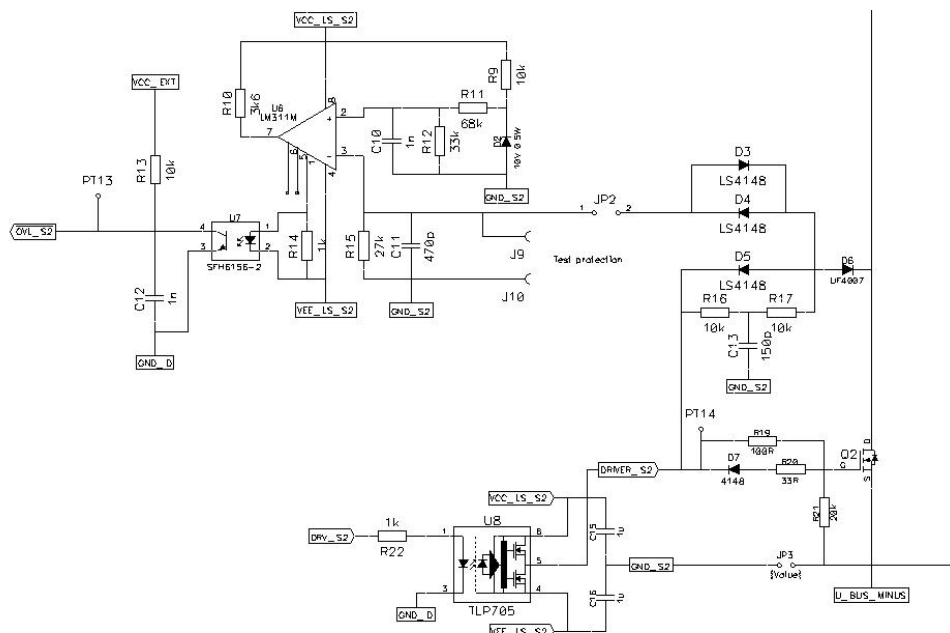 VCC_LS_S2
VCC_EXT
R10
3k6
U6
LM311M
R9
10k
R11
68k
C10
1n
R12
33k
D2
10V 0.5W
GND_S2
R13
10k
PT13
OVL_S2
U7
SFH6156-2
C12
1n
GND_D
R14
1k
R15
27k
C11
470p
VEE_LS_S2
GND_S2
J9
J10
Test protection
1
JP2
2
D3
LS4148
D4
LS4148
D5
LS4148
D6
UF4007
R16
10k
R17
10k
C13
150p
GND_S2
PT14
R19
100R
DRIVER_S2
D7
4148
R20
33R
Q2
G
D
S
R21
20k
VCC_LS_S2
DRV_S2
1k
R22
U8
TLP705
1
3
6
5
4
C15
1u
C16
1u
GND_S2
GND_D
VEE_LS_S2
JP3
{Value}
U_BUS_MINUS
7
8
2
3
4
1
5
6
4
3
1
2